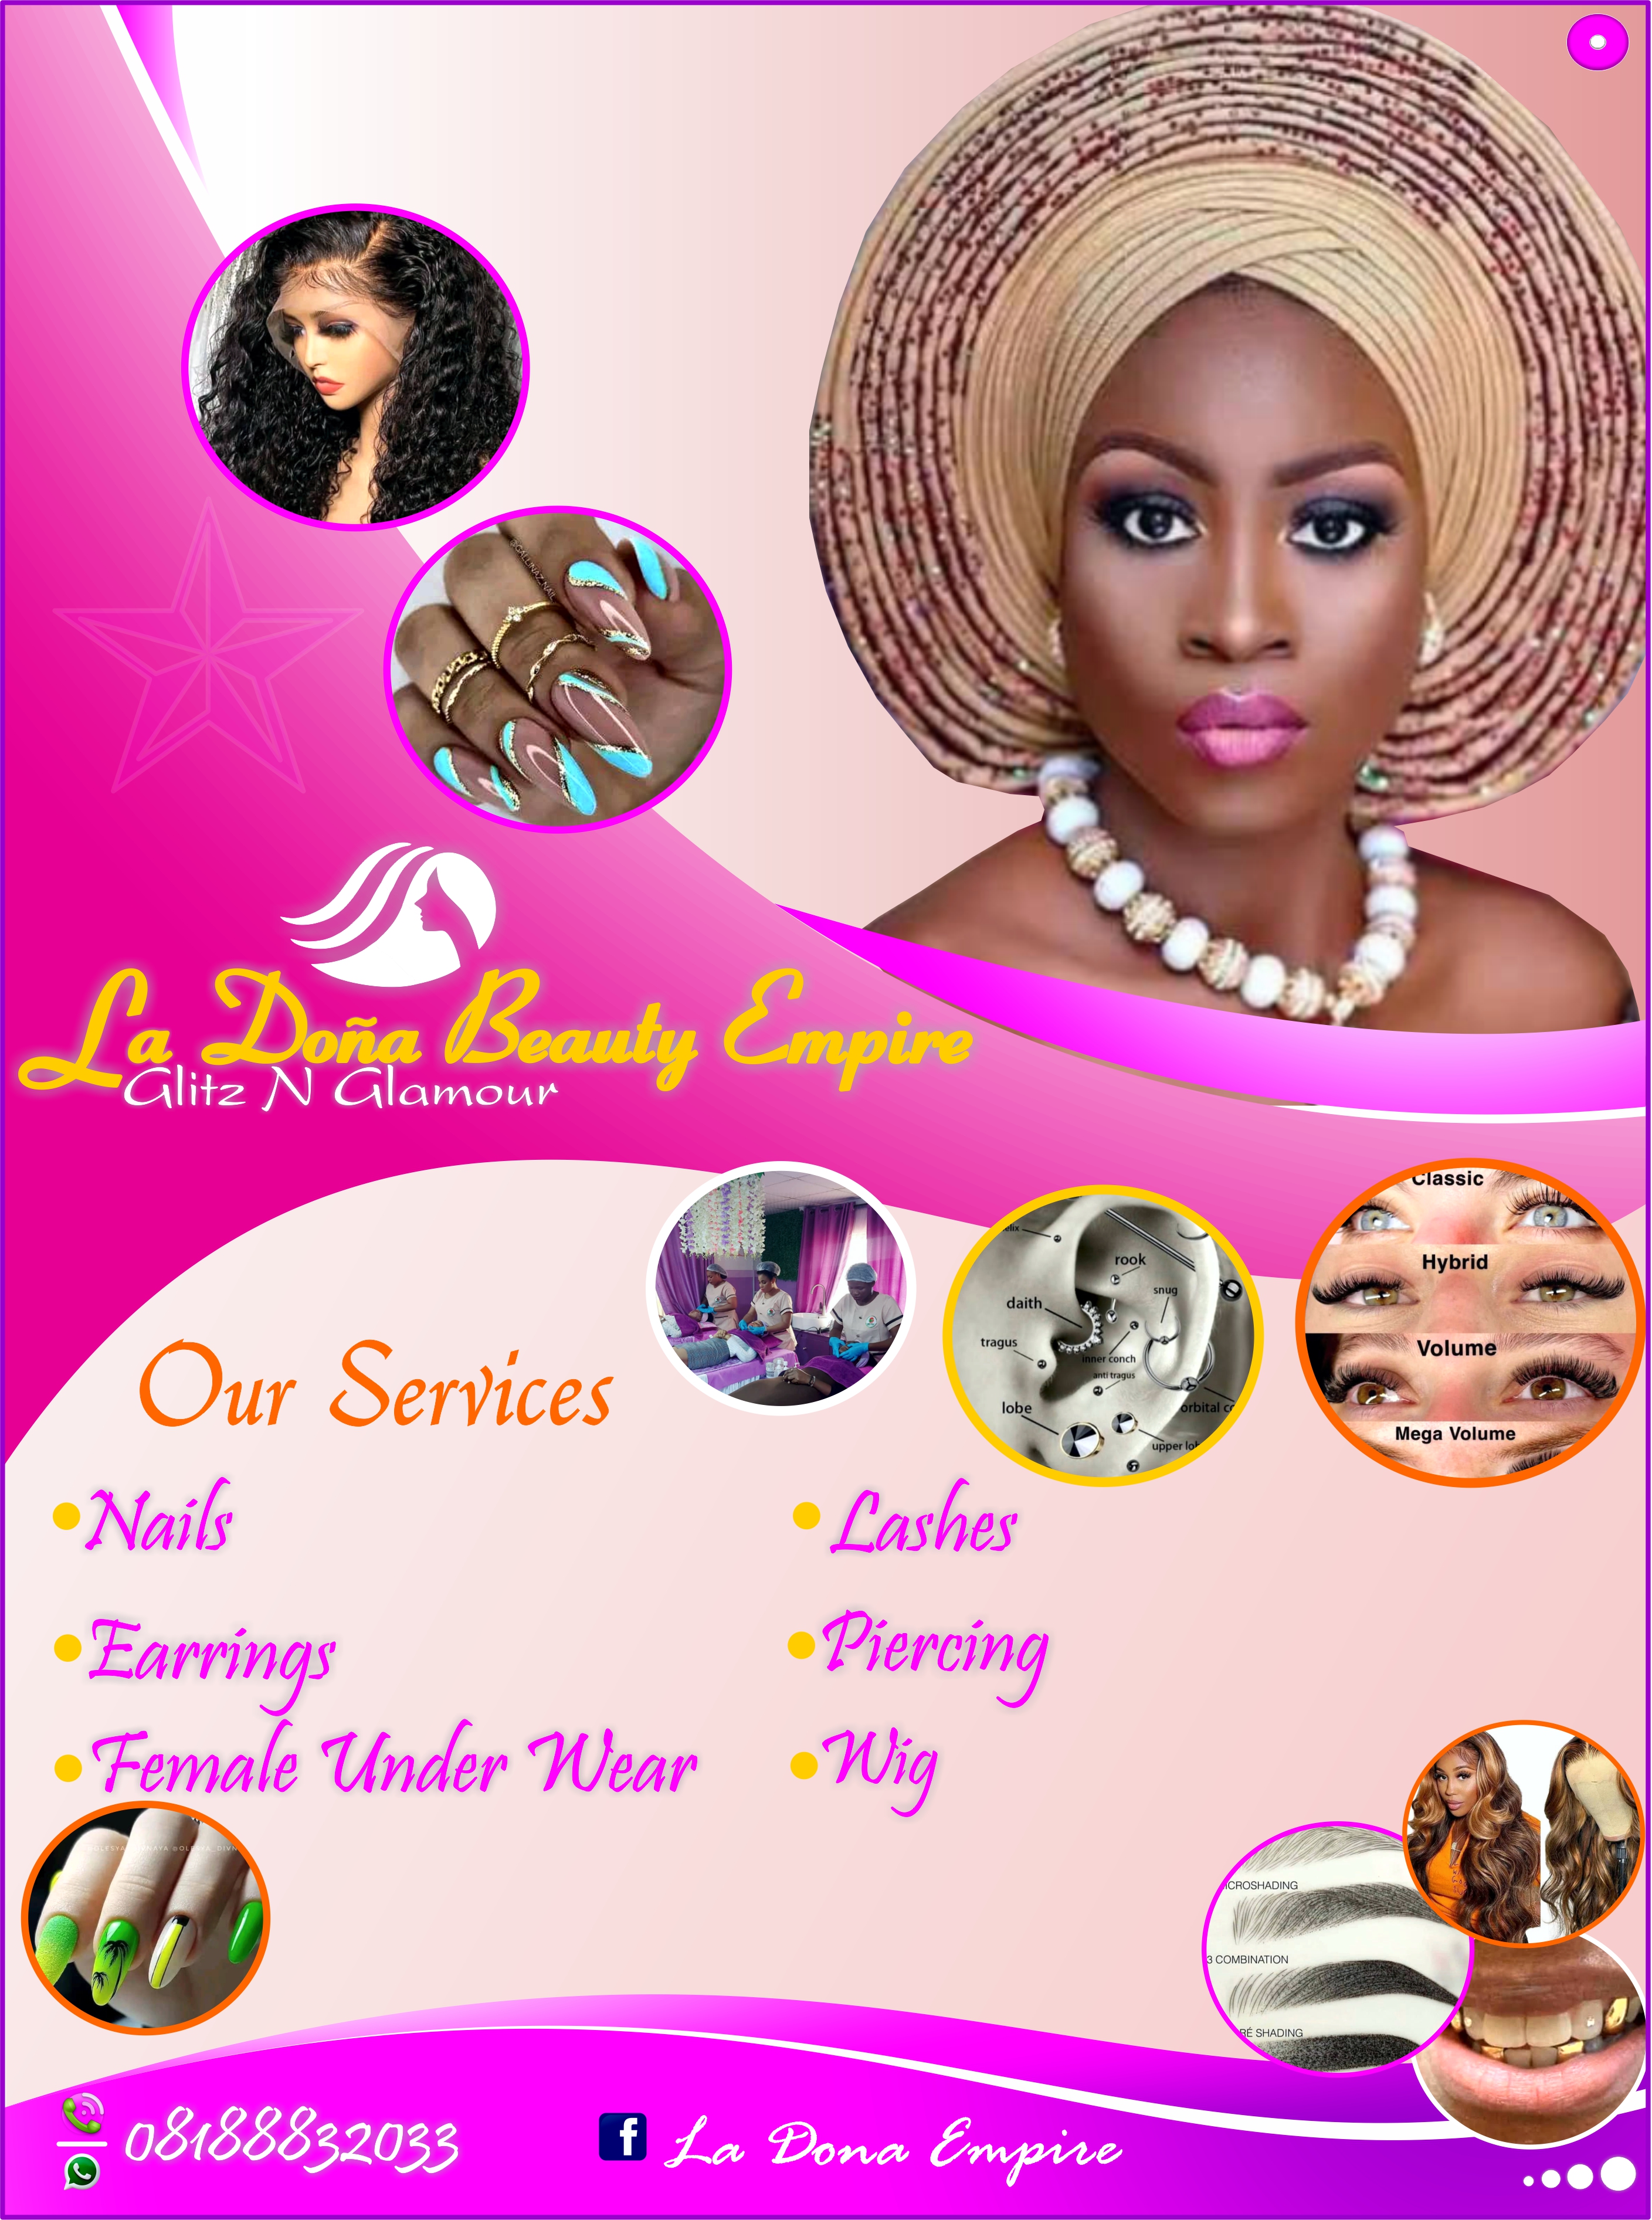 La Doña Beauty Empire
Glitz N Glamour
Classic
Hybrid
Volume
Mega Volume
rook
snug
daith
tragus
inner conch
anti tragus
lobe
Our Services
Nails
Lashes
Earrings
Piercing
Female Under Wear
Wig
COMBINATION
SHADING
08188832033
La Dona Empire